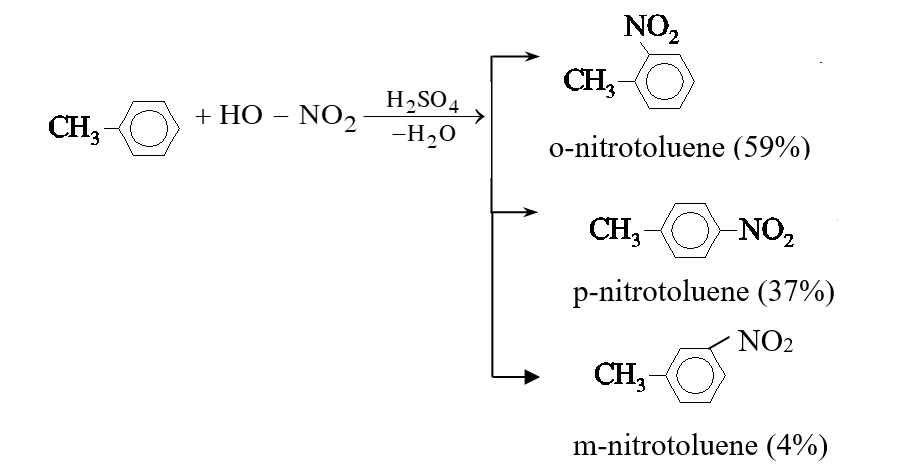 CH₃
+ HO – NO₂
H₂SO₄
–H₂O
NO₂
CH₃
o-nitrotoluene (59%)
CH₃
NO₂
p-nitrotoluene (37%)
NO₂
CH₃
m-nitrotoluene (4%)